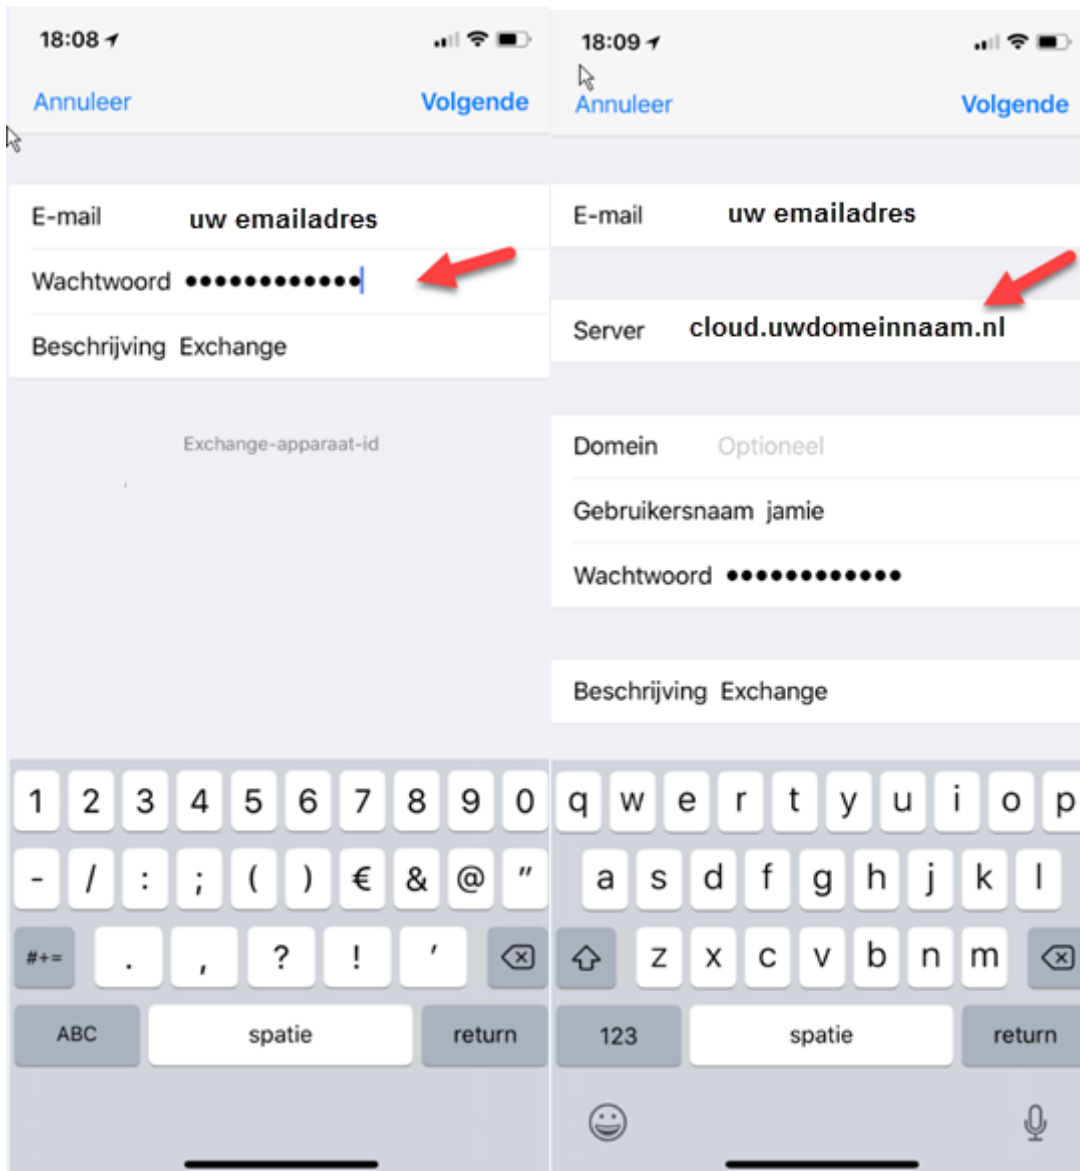 18:08
Annuleer Volgende
E-mail uw emailadres
Wachtwoord ••••••••••••
Beschrijving Exchange
Exchange-apparaat-id
1 2 3 4 5 6 7 8 9 0
- / : ; ( ) € & @ "
#+= . , ? ! '
ABC spatie return
18:09
Annuleer Volgende
E-mail uw emailadres
Server cloud.uwdomeinnaam.nl
Domein Optioneel
Gebruikersnaam jamie
Wachtwoord ••••••••••••
Beschrijving Exchange
q w e r t y u i o p
a s d f g h j k l
z x c v b n m
123 spatie return